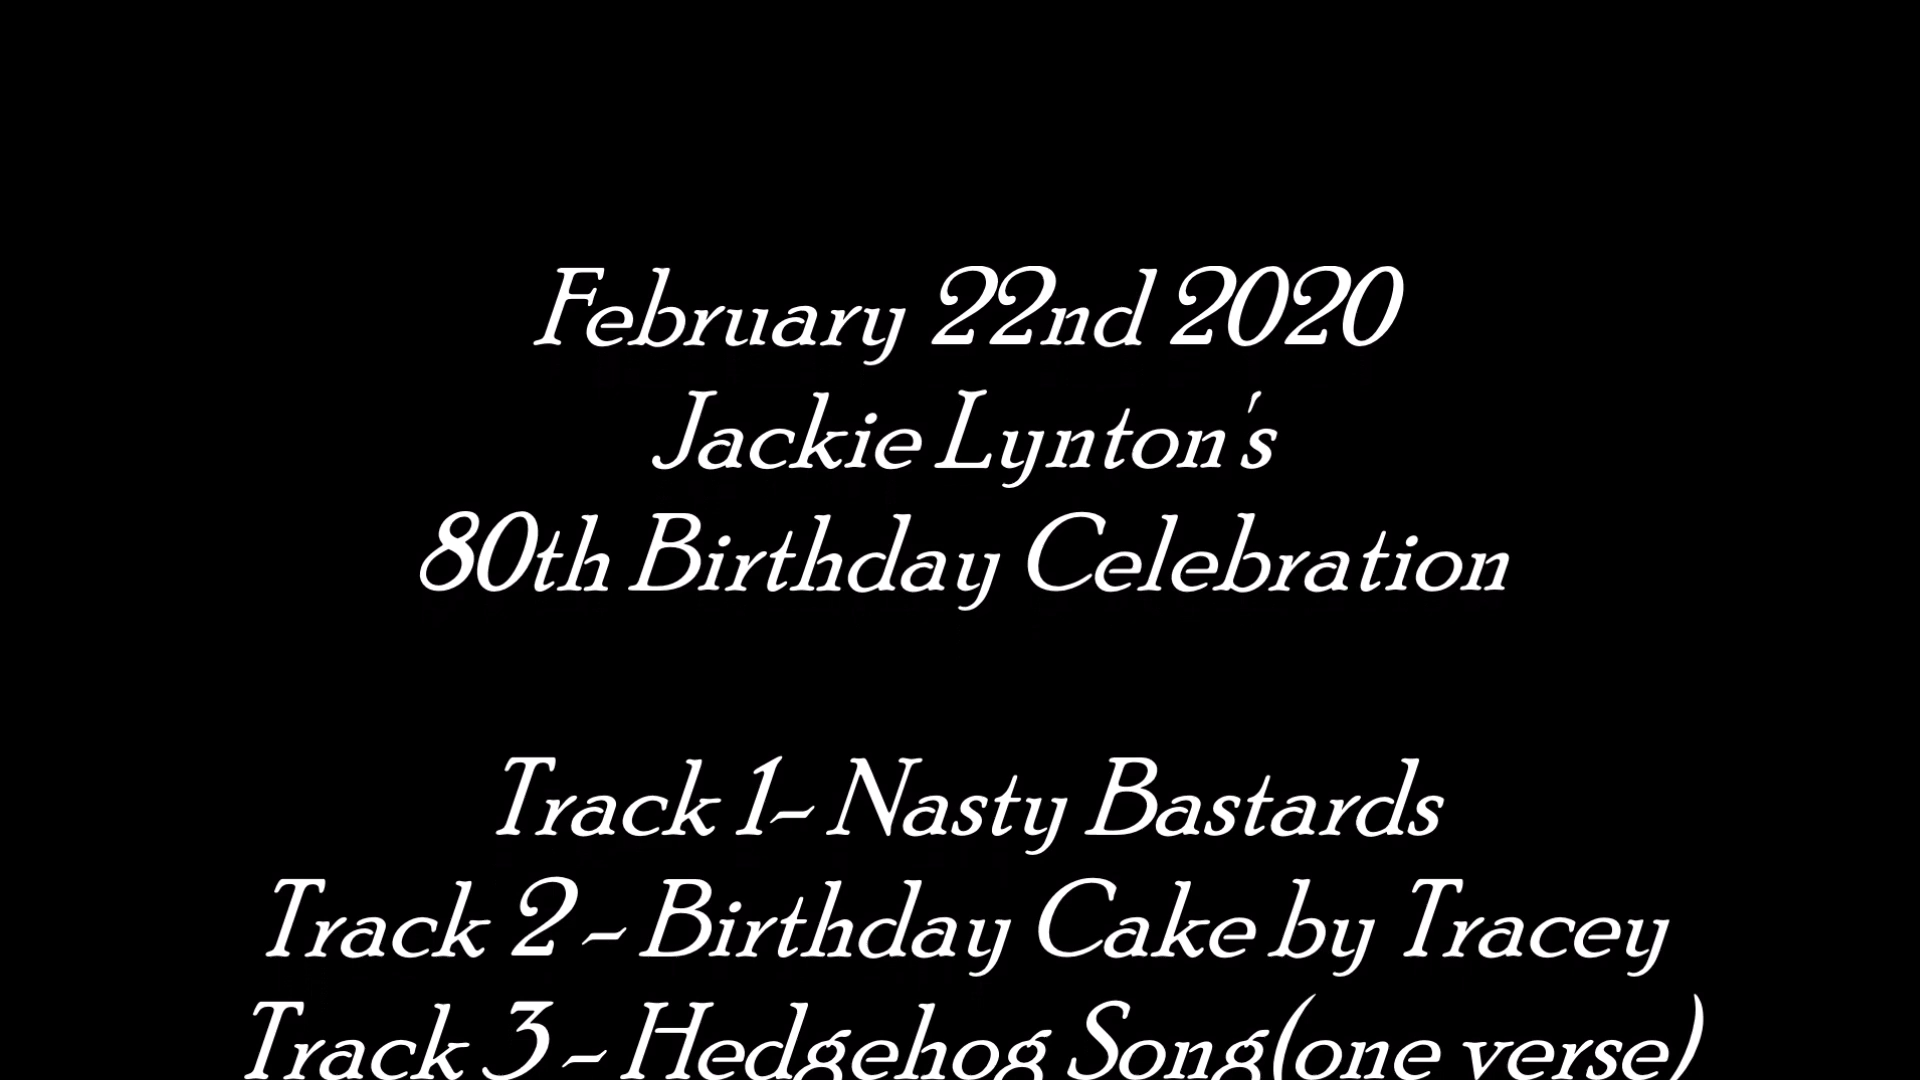 February 22nd 2020
Jackie Lynton's
80th Birthday Celebration
Track 1- Nasty Bastards
Track 2 - Birthday Cake by Tracey
Track 3 - Hedgehog Song(one verse)